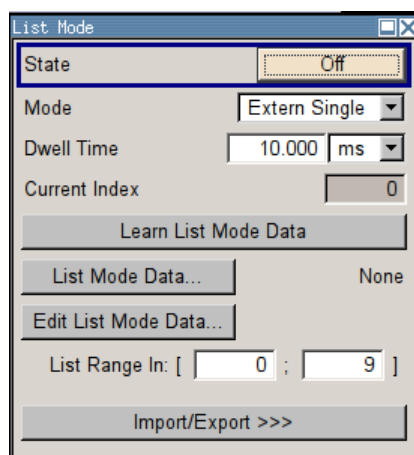 List Mode
State Off
Mode Extern Single
Dwell Time 10.000 ms
Current Index 0
Learn List Mode Data
List Mode Data... None
Edit List Mode Data...
List Range In: [ 0 ; 9 ]
Import/Export >>>